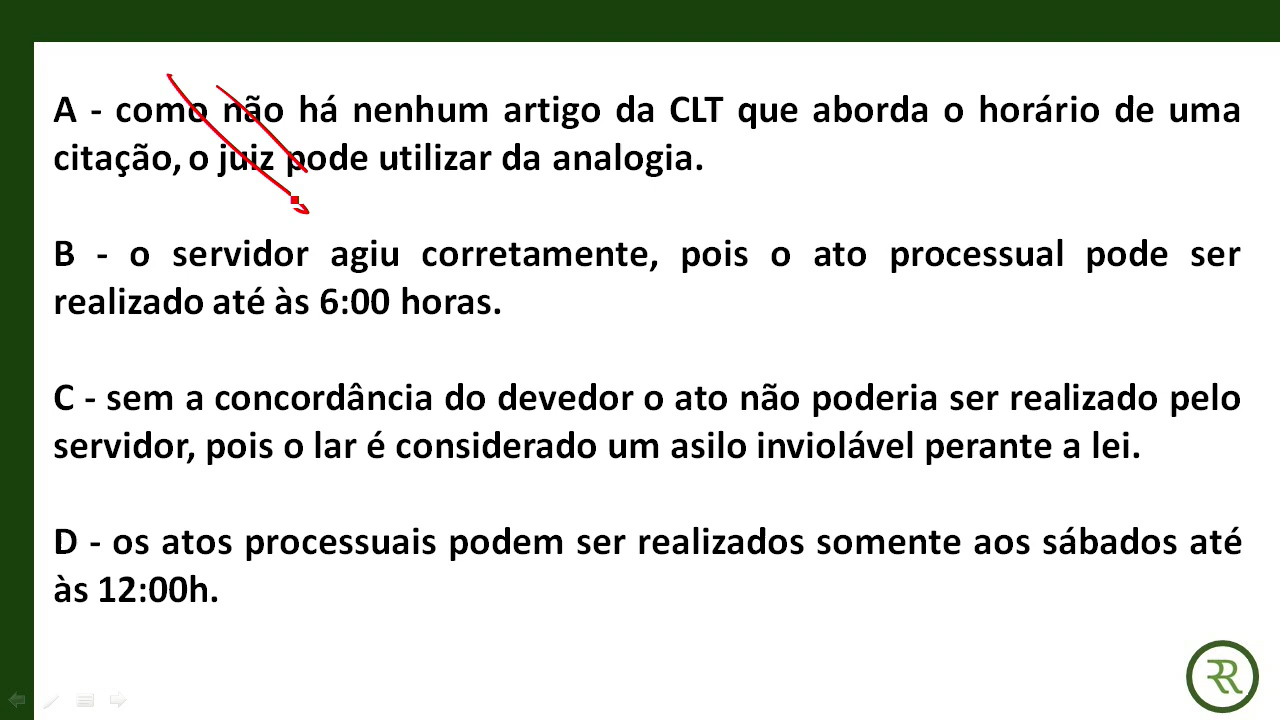 A - como não há nenhum artigo da CLT que aborda o horário de uma
citação, o juiz pode utilizar da analogia.
B - o servidor agiu corretamente, pois o ato processual pode ser
realizado até às 6:00 horas.
C - sem a concordância do devedor o ato não poderia ser realizado pelo
servidor, pois o lar é considerado um asilo inviolável perante a lei.
D - os atos processuais podem ser realizados somente aos sábados até
às 12:00h.